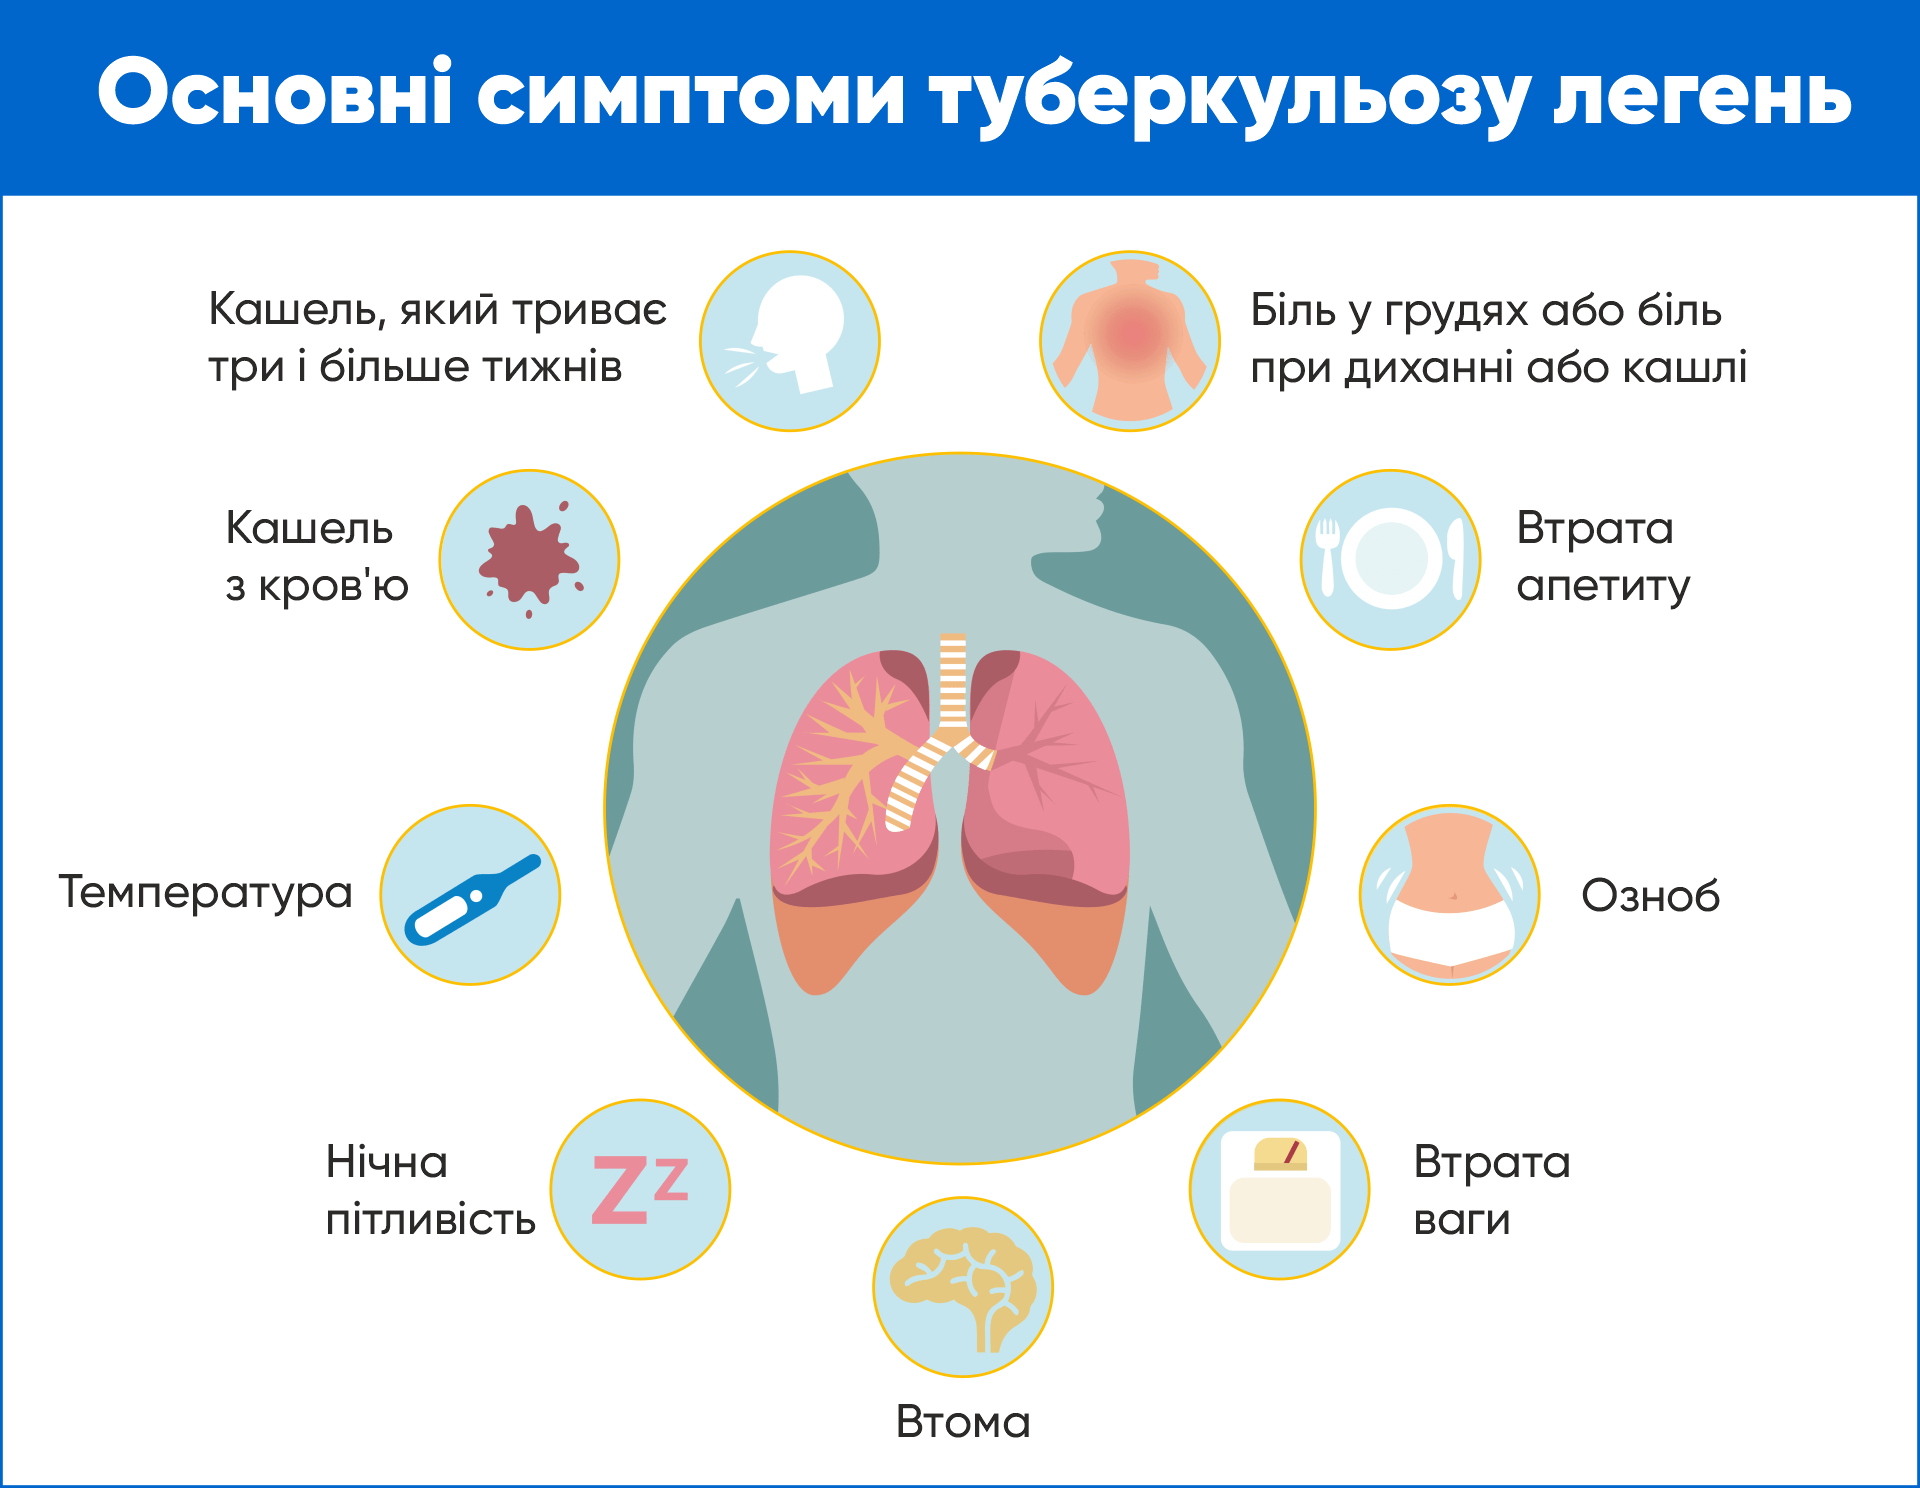 Основні симптоми туберкульозу легень
Кашель, який триває
три і більше тижнів
Біль у грудях або біль
при диханні або кашлі
Кашель
з кров'ю
Втрата
апетиту
Температура
Озноб
Нічна
пітливість
Zz
Втрата
ваги
Втома